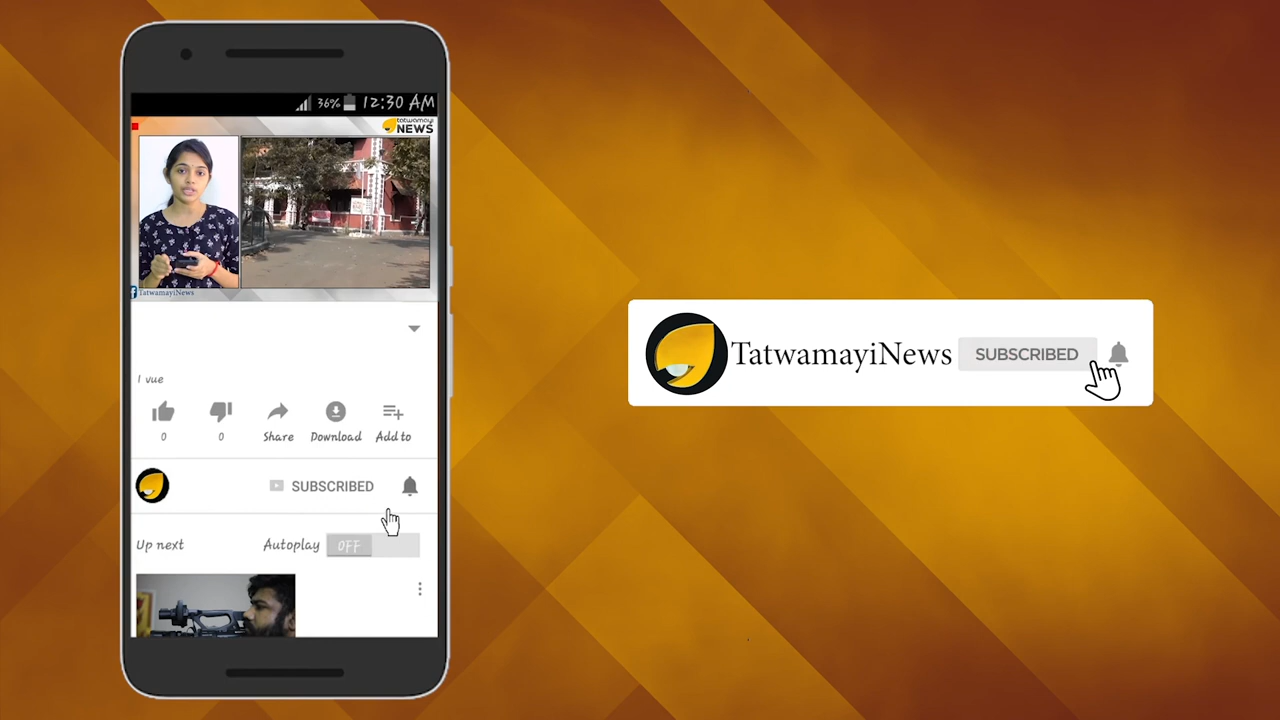 36%
12:30 AM
tatwamayi
NEWS
TatwamayiNews
1 vue
0
0
Share
Download
Add to
SUBSCRIBED
Up next
Autoplay
OFF
TatwamayiNews
SUBSCRIBED